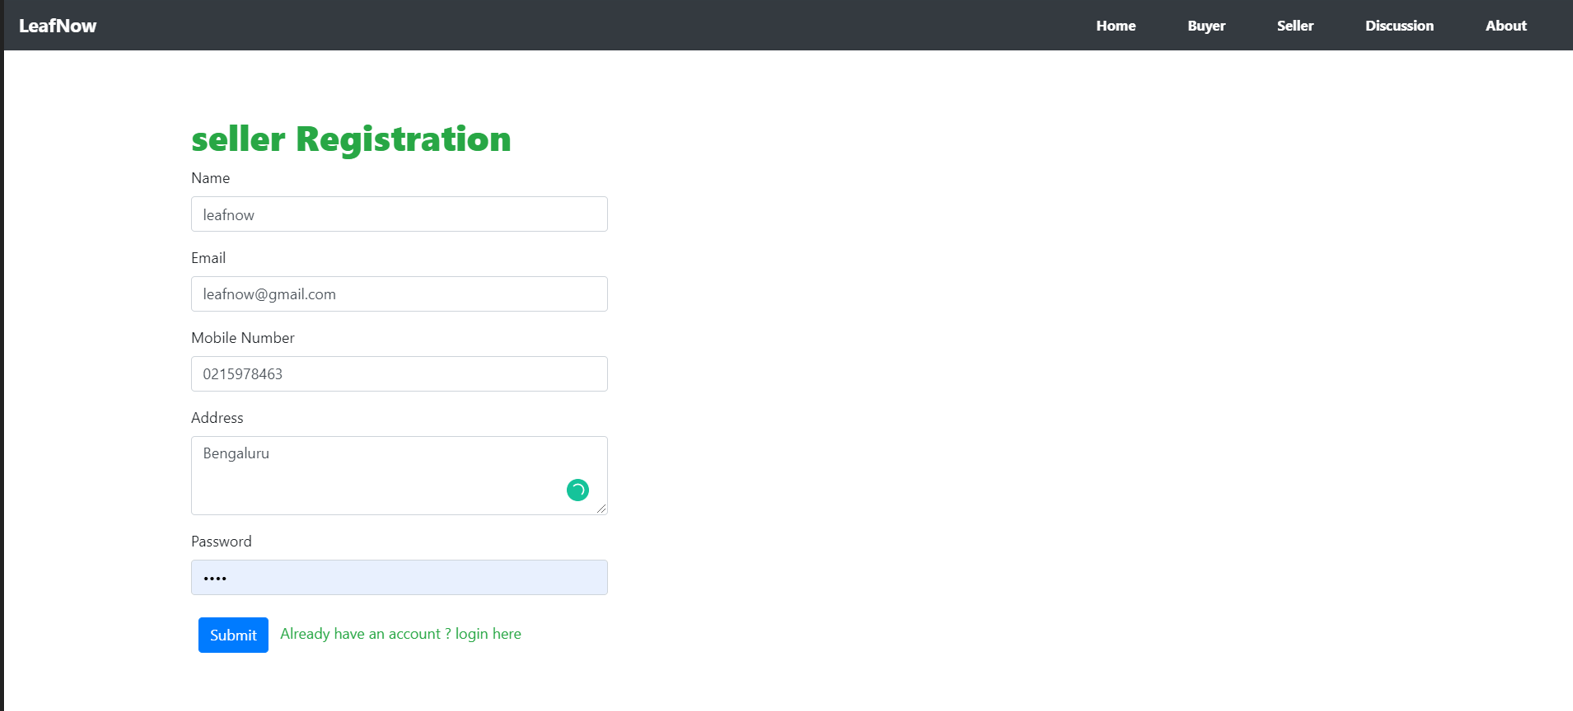 LeafNow Home Buyer Seller Discussion About
seller Registration
Name
leafnow
Email
leafnow@gmail.com
Mobile Number
0215978463
Address
Bengaluru
Password
••••
Submit Already have an account ? login here